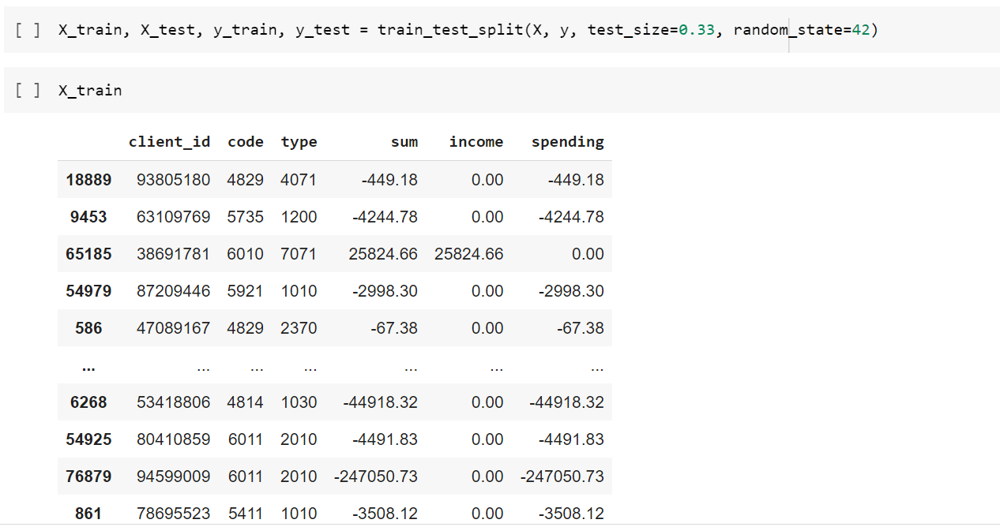 [ ] X_train, X_test, y_train, y_test = train_test_split(X, y, test_size=0.33, random_state=42)
[ ] X_train
client_id code type sum income spending
18889 93805180 4829 4071 -449.18 0.00 -449.18
9453 63109769 5735 1200 -4244.78 0.00 -4244.78
65185 38691781 6010 7071 25824.66 25824.66 0.00
54979 87209446 5921 1010 -2998.30 0.00 -2998.30
586 47089167 4829 2370 -67.38 0.00 -67.38
... ... ... ... ... ... ...
6268 53418806 4814 1030 -44918.32 0.00 -44918.32
54925 80410859 6011 2010 -4491.83 0.00 -4491.83
76879 94599009 6011 2010 -247050.73 0.00 -247050.73
861 78695523 5411 1010 -3508.12 0.00 -3508.12